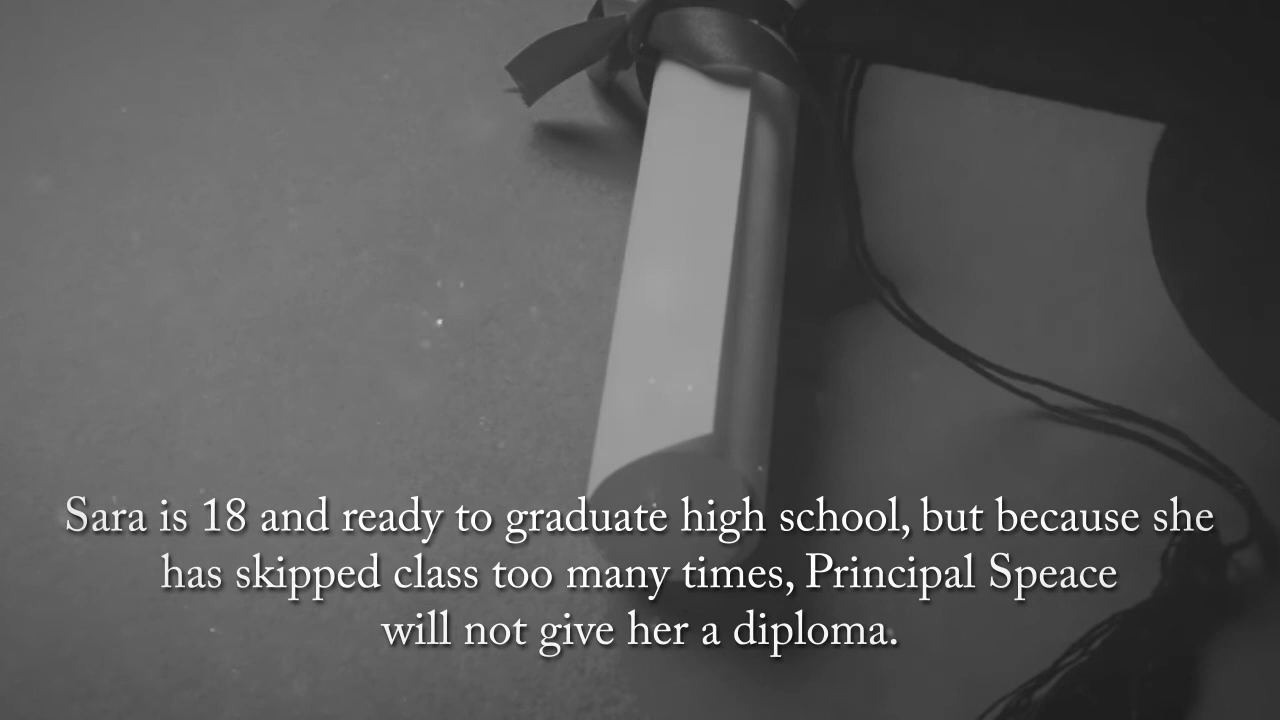 Sara is 18 and ready to graduate high school, but because she
has skipped class too many times, Principal Speace
will not give her a diploma.